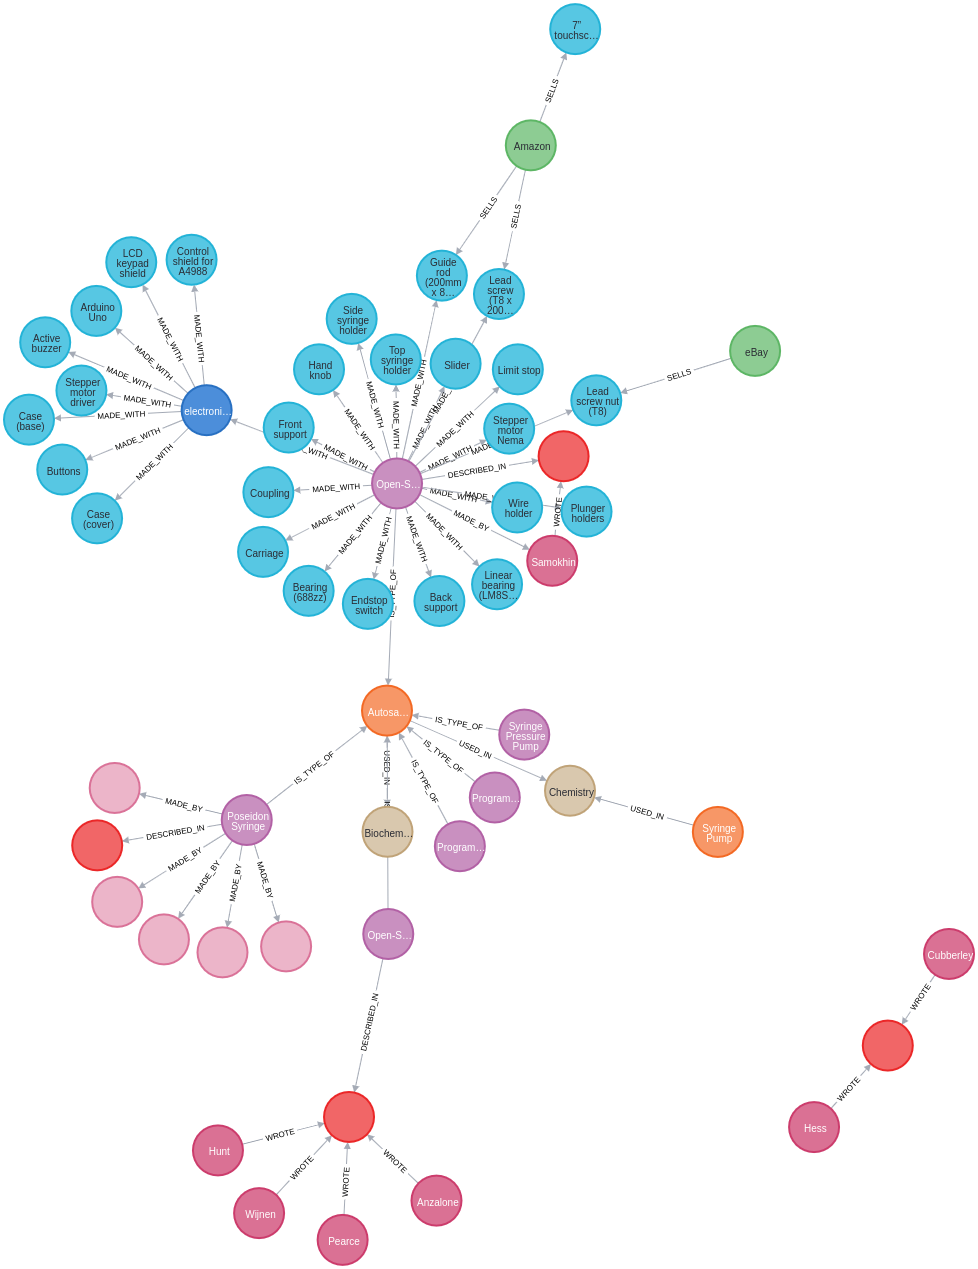 7"
touchsc…
SELLS
Amazon
SELLS
SELLS
LCD
keypad
shield
Control
shield for
A4988
Guide
rod
(200mm
x 8…
Lead
screw
(T8 x
200…
Arduino
Uno
Side
syringe
holder
Active
buzzer
MADE_WITH
MADE_WITH
MADE_WITH
Top
syringe
holder
Slider
eBay
Hand
knob
Limit stop
SELLS
Stepper
motor
driver
MADE_WITH
MADE_WITH
MADE_WITH
Lead
screw nut
(T8)
Case
(base)
MADE_WITH
electroni…
MADE_WITH
MADE_WITH
MADE_WITH
MADE_WITH
MADE_WITH
Front
support
Stepper
motor
Nema
MADE_WITH
MADE_WITH
MADE_WITH
MADE_WITH
Buttons
DESCRIBED_IN
Open-S…
Coupling
MADE_WITH
MADE_WITH
Case
(cover)
Wire
holder
Plunger
holders
WROTE
MADE_BY
MADE_WITH
MADE_WITH
MADE_WITH
MADE_WITH
MADE_WITH
Carriage
Samokhin
Bearing
(688zz)
Endstop
switch
Back
support
Linear
bearing
(LM8S…
IS_TYPE_OF
Autosa…
IS_TYPE_OF
Syringe
Pressure
Pump
USED_IN
IS_TYPE_OF
IS_TYPE_OF
IS_TYPE_OF
USED_IN
Chemistry
Program…
MADE_BY
Poseidon
Syringe
USED_IN
Syringe
Pump
DESCRIBED_IN
Biochem…
Program…
MADE_BY
MADE_BY
MADE_BY
MADE_BY
Open-S…
Cubberley
WROTE
DESCRIBED_IN
WROTE
Hess
WROTE
Hunt
WROTE
WROTE
WROTE
Wijnen
Pearce
Anzalone